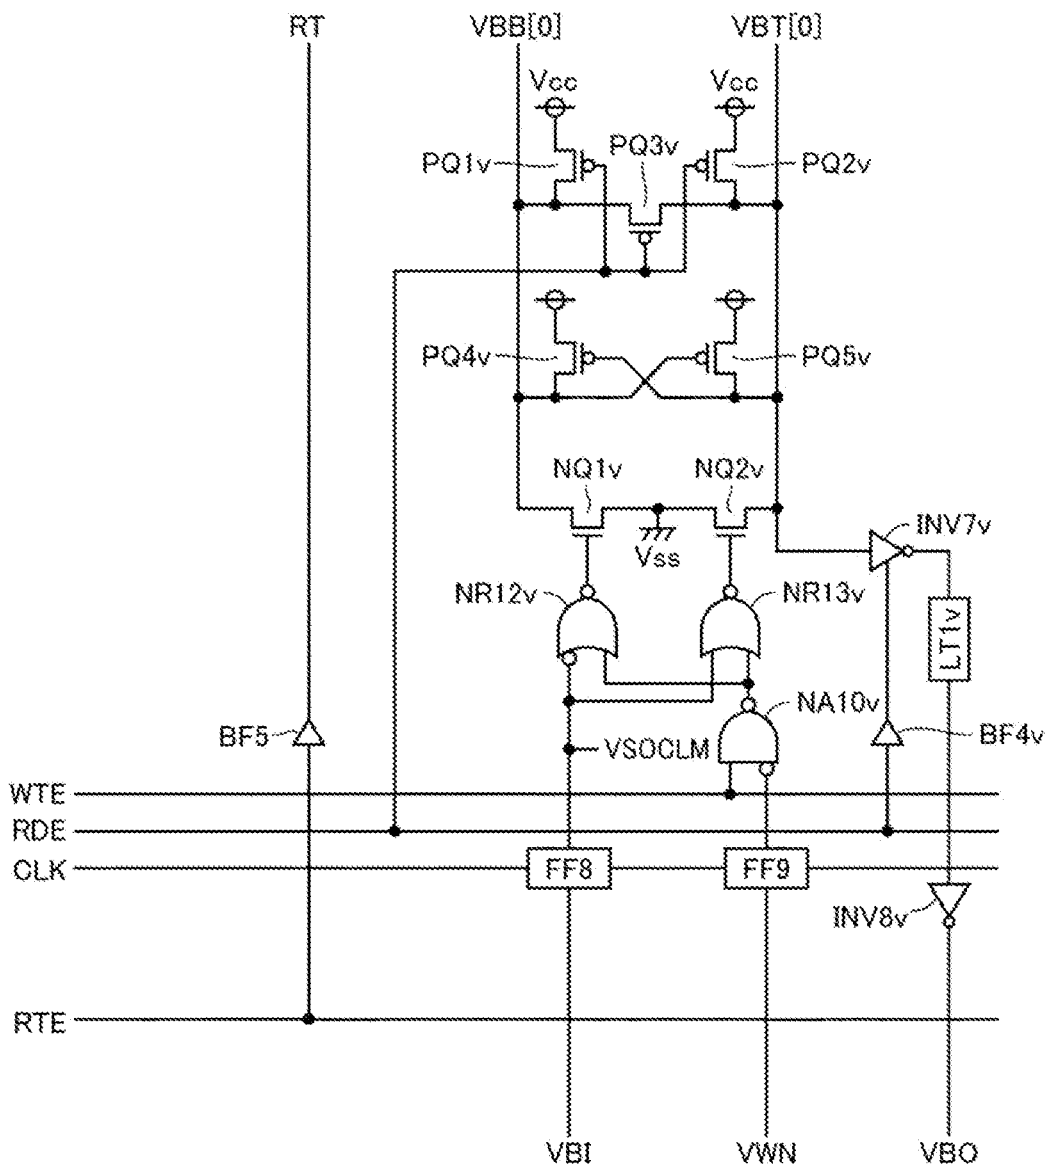 RT VBB[0] VBT[0]
Vcc Vcc
PQ1v PQ3v PQ2v
PQ4v PQ5v
NQ1v NQ2v
Vss INV7v
NR12v NR13v
LT1v
NA10v
BF5 VSOCLM BF4v
WTE
RDE
CLK FF8 FF9
INV8v
RTE
VBI VWN VBO